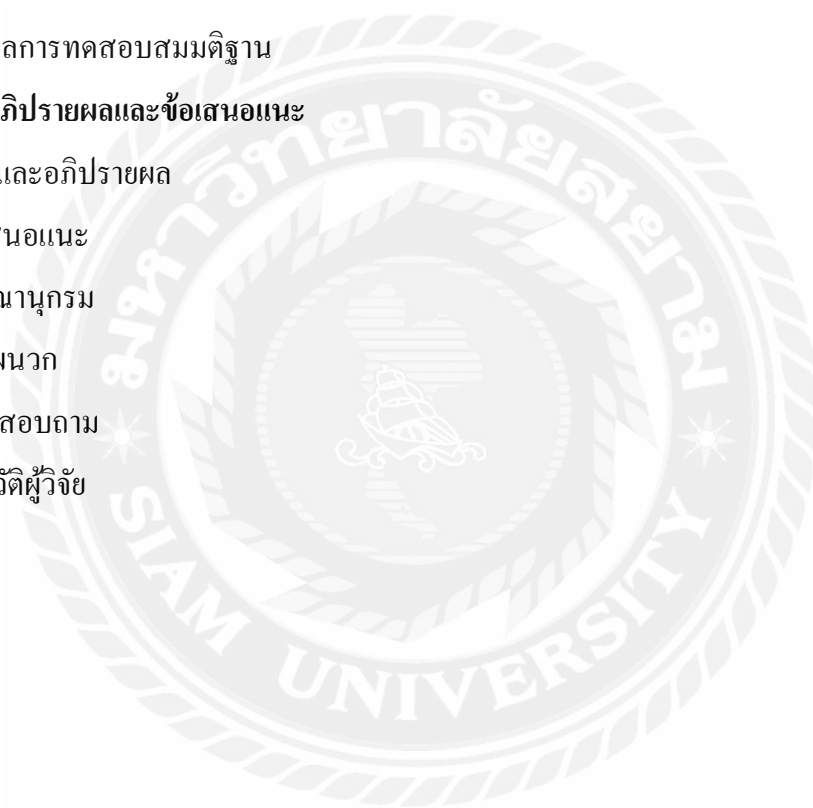 ลการทดสอบสมมติฐาน
ภิปรายผลและข้อเสนอแนะ
และอภิปรายผล
สนอแนะ
ณานุกรม
ผนวก
สอบถาม
วัติผู้วิจัย
มหาวิทยาลัยสยาม
SIAM UNIVERSITY